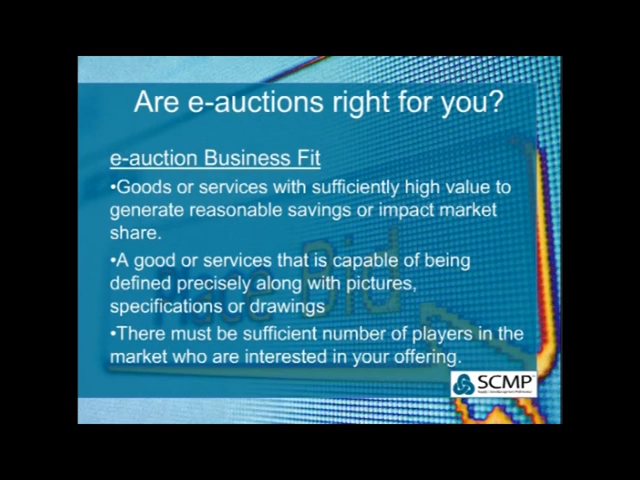 Are e-auctions right for you?
e-auction Business Fit
•Goods or services with sufficiently high value to
generate reasonable savings or impact market
share.
•A good or services that is capable of being
defined precisely along with pictures,
specifications or drawings
•There must be sufficient number of players in the
market who are interested in your offering.
Place Bid
SCMP